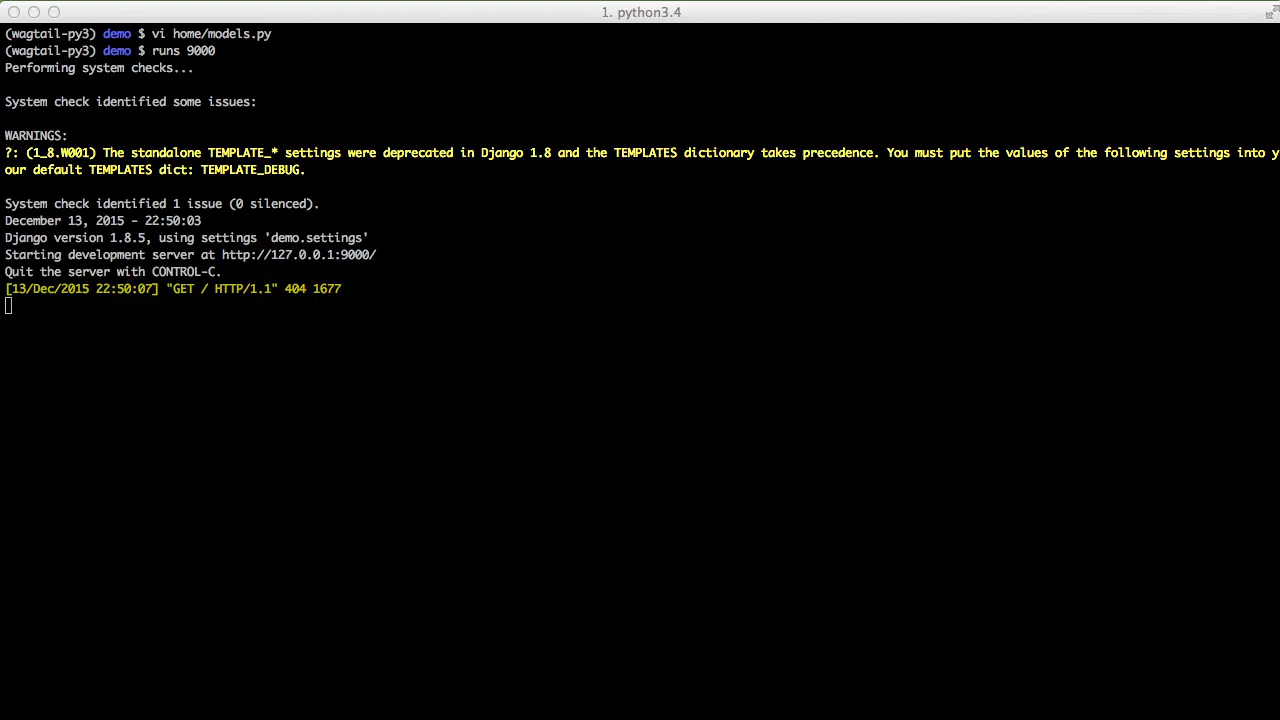 1. python3.4
(wagtail-py3) demo $ vi home/models.py
(wagtail-py3) demo $ runs 9000
Performing system checks...
System check identified some issues:
WARNINGS:
?: (1_8.W001) The standalone TEMPLATE_* settings were deprecated in Django 1.8 and the TEMPLATES dictionary takes precedence. You must put the values of the following settings into y
our default TEMPLATES dict: TEMPLATE_DEBUG.
System check identified 1 issue (0 silenced).
December 13, 2015 - 22:50:03
Django version 1.8.5, using settings 'demo.settings'
Starting development server at http://127.0.0.1:9000/
Quit the server with CONTROL-C.
[13/Dec/2015 22:50:07] "GET / HTTP/1.1" 404 1677